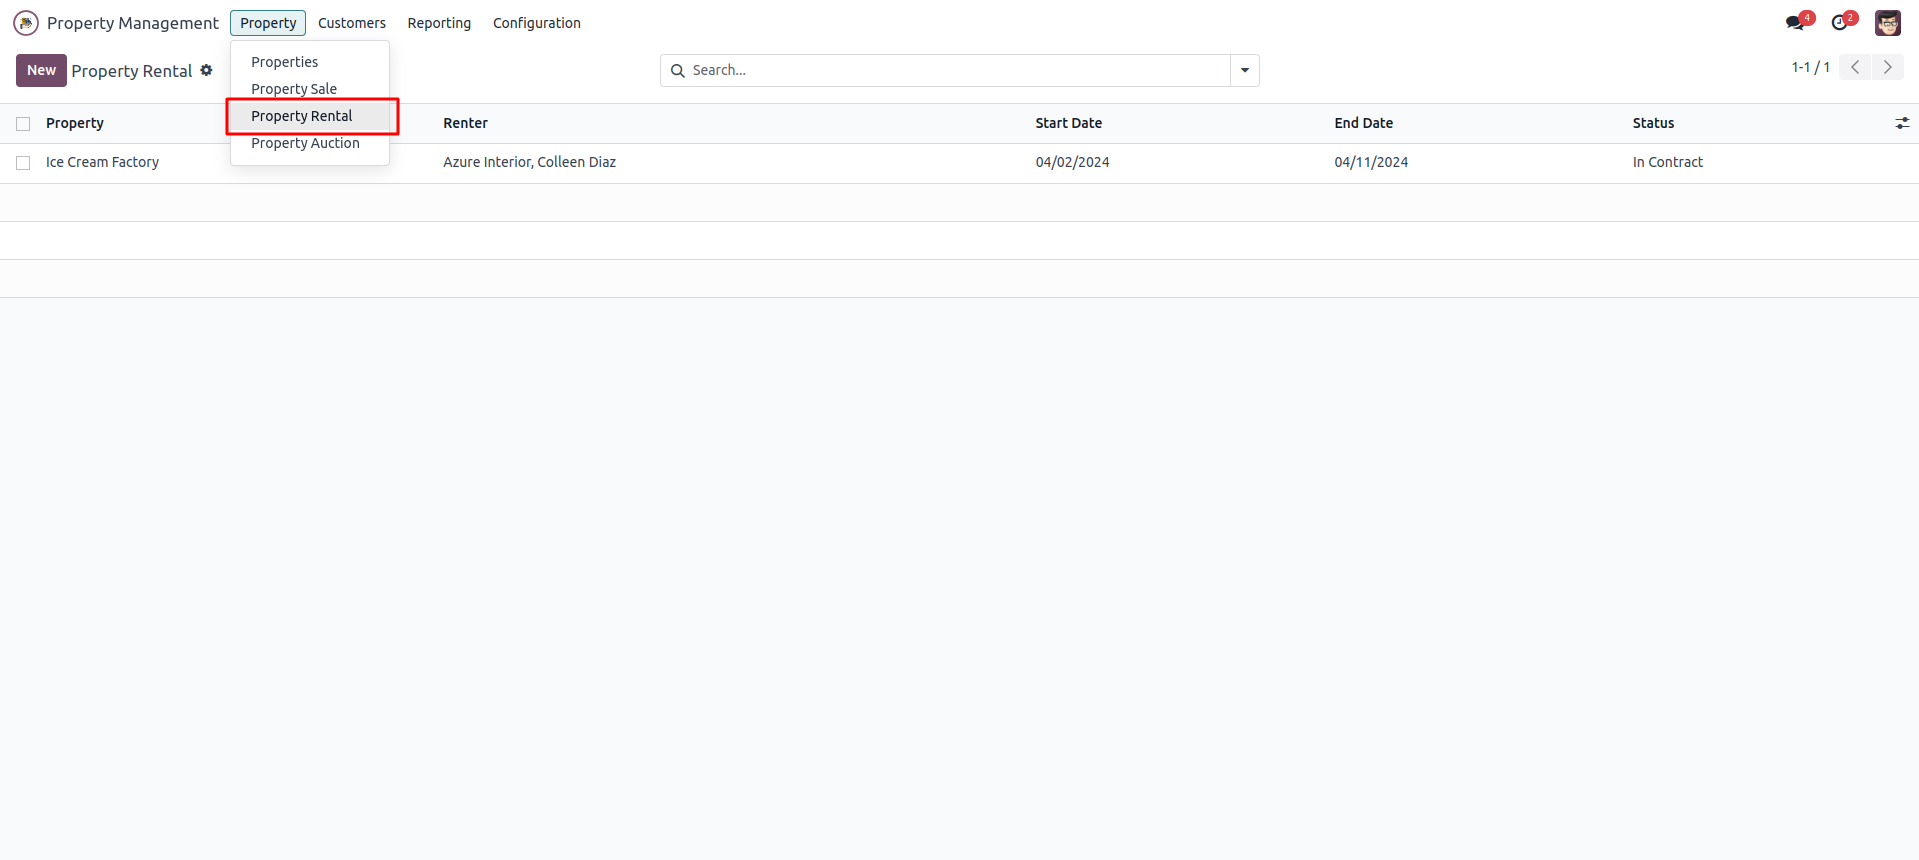 Property Management Property Customers Reporting Configuration 4 2
New Property Rental Search... 1-1 / 1
Properties
Property Sale
Property Rental
Property Auction
Property Renter Start Date End Date Status
Ice Cream Factory Azure Interior, Colleen Diaz 04/02/2024 04/11/2024 In Contract